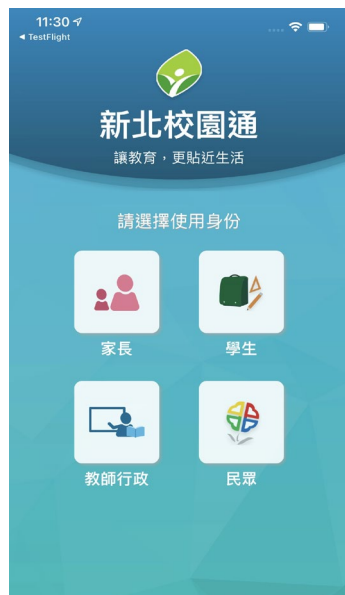 11:30
◀ TestFlight
新北校園通
讓教育，更貼近生活
請選擇使用身份
家長
學生
教師行政
民眾